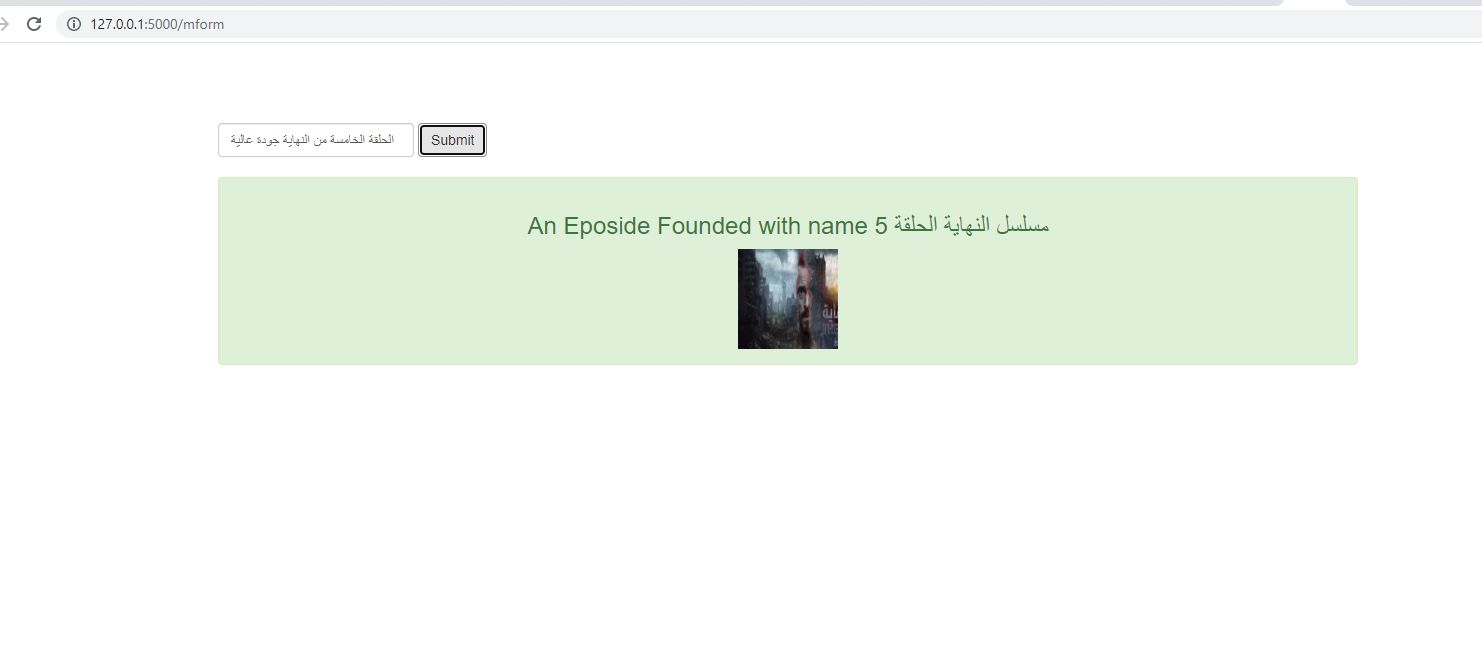 127.0.0.1:5000/mform
الحلقة الخامسة من النهاية جودة عالية
Submit
An Eposide Founded with name مسلسل النهاية الحلقة 5